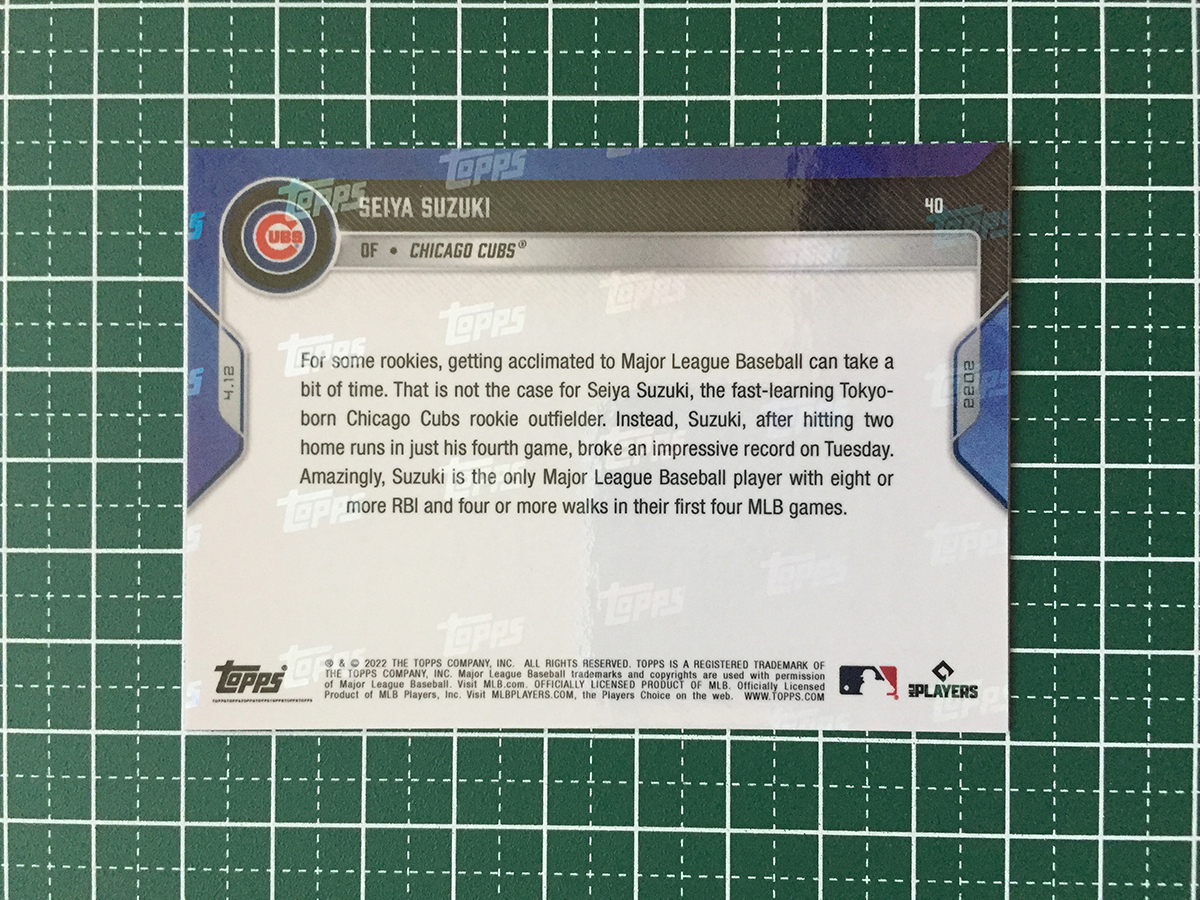 SEIYA SUZUKI
40
CUBS
OF • CHICAGO CUBS®
4.12
2022
For some rookies, getting acclimated to Major League Baseball can take a
bit of time. That is not the case for Seiya Suzuki, the fast-learning Tokyo-
born Chicago Cubs rookie outfielder. Instead, Suzuki, after hitting two
home runs in just his fourth game, broke an impressive record on Tuesday.
Amazingly, Suzuki is the only Major League Baseball player with eight or
more RBI and four or more walks in their first four MLB games.
Topps
® & © 2022 THE TOPPS COMPANY, INC. ALL RIGHTS RESERVED. TOPPS IS A REGISTERED TRADEMARK OF
THE TOPPS COMPANY, INC. Major League Baseball trademarks and copyrights are used with permission
of Major League Baseball. Visit MLB.com. OFFICIALLY LICENSED PRODUCT OF MLB. Officially Licensed
Product of MLB Players, Inc. Visit MLBPLAYERS.COM, the Players Choice on the web. WWW.TOPPS.COM
PLAYERS